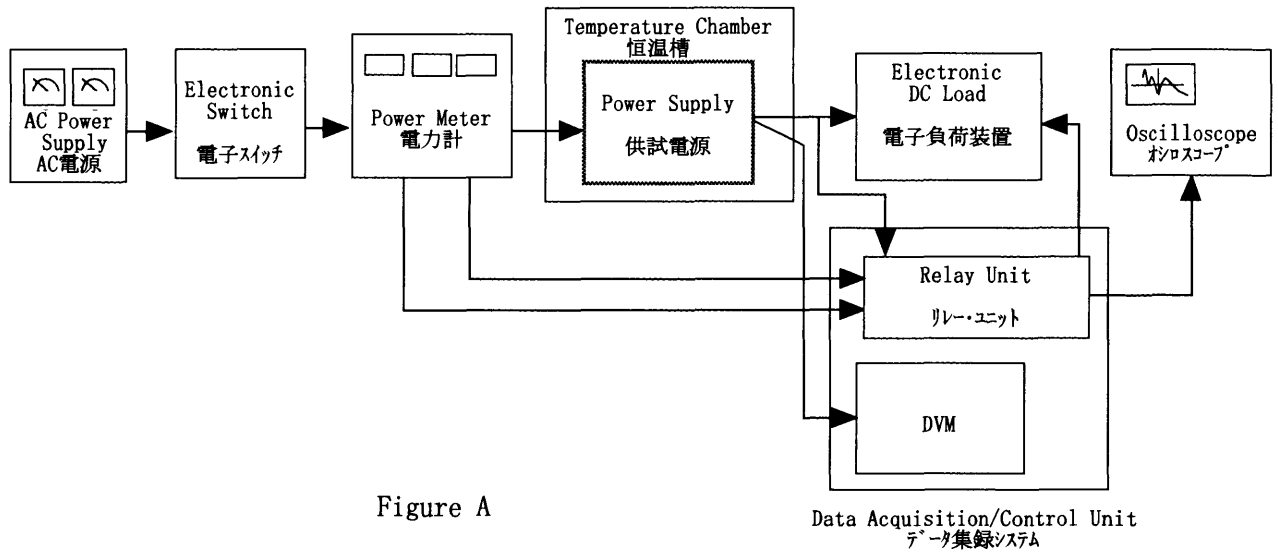 AC Power
Supply
AC電源
Electronic
Switch
電子スイッチ
Power Meter
電力計
Temperature Chamber
恒温槽
Power Supply
供試電源
Electronic
DC Load
電子負荷装置
Oscilloscope
オシロスコープ
Relay Unit
リレー・ユニット
DVM
Data Acquisition/Control Unit
データ集録システム
Figure A